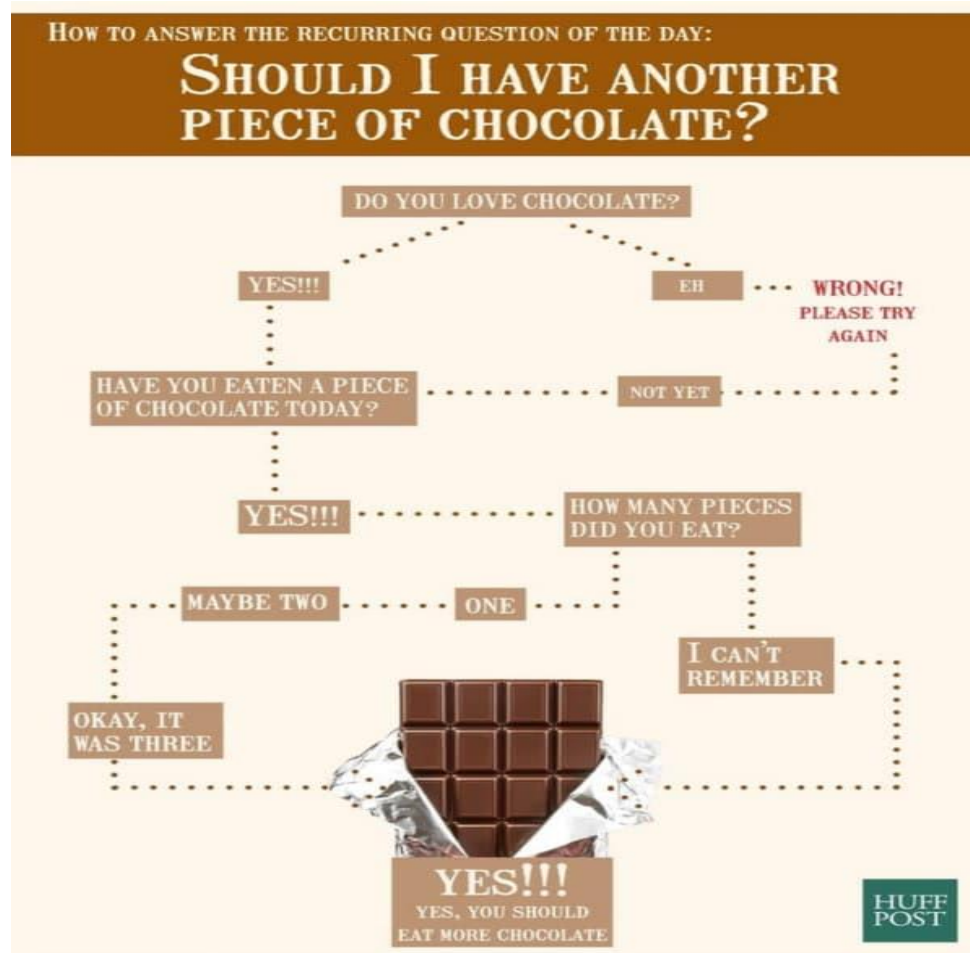 HOW TO ANSWER THE RECURRING QUESTION OF THE DAY:
SHOULD I HAVE ANOTHER
PIECE OF CHOCOLATE?
DO YOU LOVE CHOCOLATE?
YES!!!
EH
WRONG!
PLEASE TRY
AGAIN
HAVE YOU EATEN A PIECE
OF CHOCOLATE TODAY?
NOT YET
YES!!!
HOW MANY PIECES
DID YOU EAT?
MAYBE TWO
ONE
I CAN'T
REMEMBER
OKAY, IT
WAS THREE
YES!!!
YES, YOU SHOULD
EAT MORE CHOCOLATE
HUFF
POST